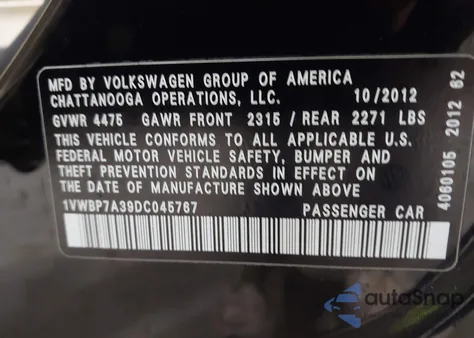 MFD BY VOLKSWAGEN GROUP OF AMERICA
CHATTANOOGA OPERATIONS, LLC. 10/2012
GVWR 4475 GAWR FRONT 2315 / REAR 2271 LBS
THIS VEHICLE CONFORMS TO ALL APPLICABLE U.S.
FEDERAL MOTOR VEHICLE SAFETY, BUMPER AND
THEFT PREVENTION STANDARDS IN EFFECT ON
THE DATE OF MANUFACTURE SHOWN ABOVE
1VWBP7A39DC045767 PASSENGER CAR
4060105 2012 62
autoSnap